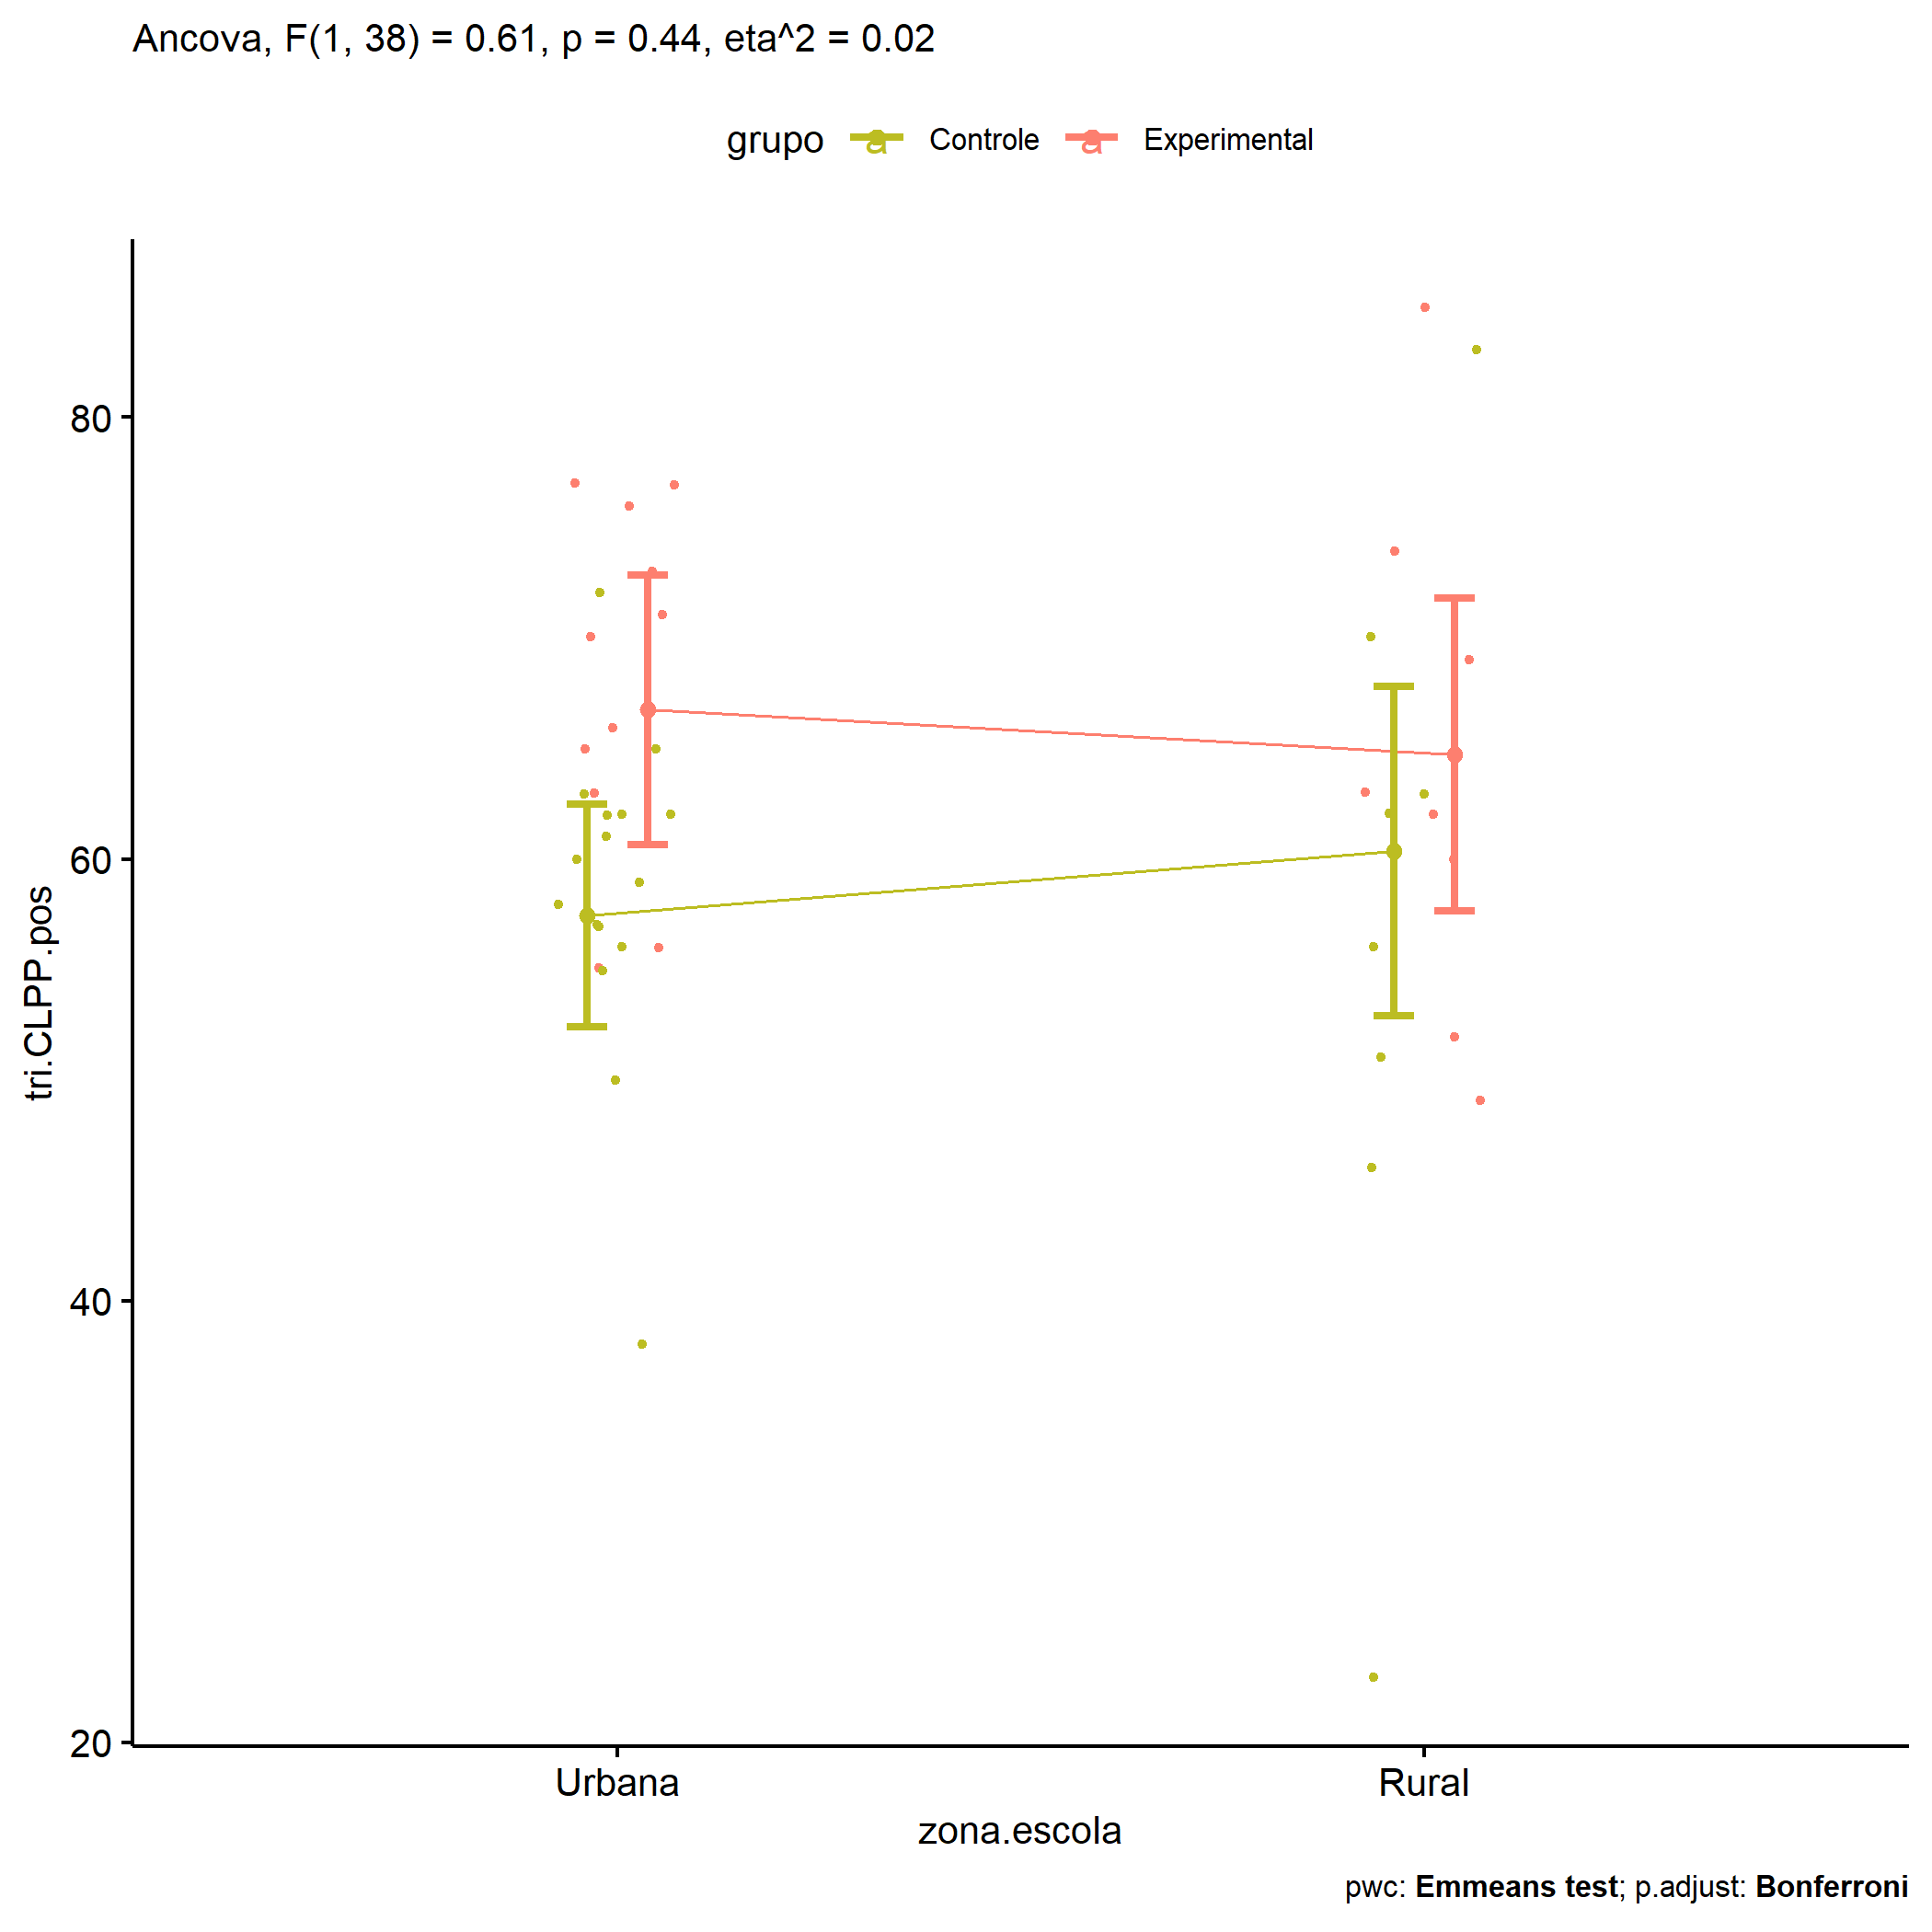 Ancova, F(1, 38) = 0.61, p = 0.44, eta^2 = 0.02
grupo a Controle a Experimental
80
60
40
20
tri.CLPP.pos
Urbana Rural
zona.escola
pwc: Emmeans test; p.adjust: Bonferroni